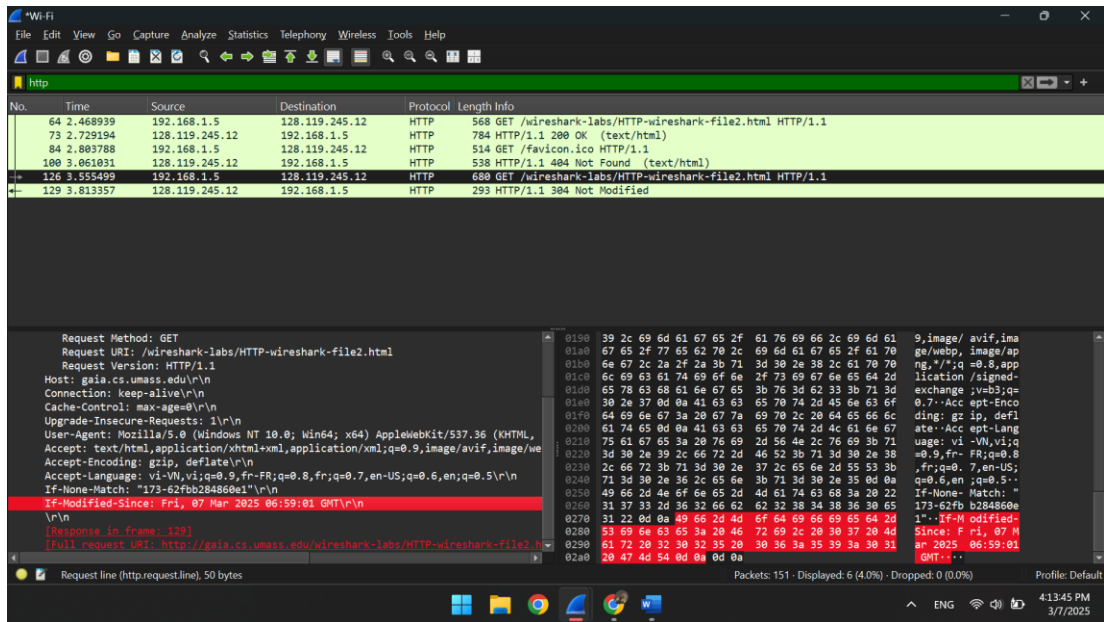 *Wi-Fi
File Edit View Go Capture Analyze Statistics Telephony Wireless Tools Help
http
No. Time Source Destination Protocol Length Info
64 2.468939 192.168.1.5 128.119.245.12 HTTP 568 GET /wireshark-labs/HTTP-wireshark-file2.html HTTP/1.1
73 2.729194 128.119.245.12 192.168.1.5 HTTP 784 HTTP/1.1 200 OK (text/html)
84 2.803788 192.168.1.5 128.119.245.12 HTTP 514 GET /favicon.ico HTTP/1.1
100 3.061031 128.119.245.12 192.168.1.5 HTTP 538 HTTP/1.1 404 Not Found (text/html)
126 3.555499 192.168.1.5 128.119.245.12 HTTP 680 GET /wireshark-labs/HTTP-wireshark-file2.html HTTP/1.1
129 3.813357 128.119.245.12 192.168.1.5 HTTP 293 HTTP/1.1 304 Not Modified
Request Method: GET
Request URI: /wireshark-labs/HTTP-wireshark-file2.html
Request Version: HTTP/1.1
Host: gaia.cs.umass.edu\r\n
Connection: keep-alive\r\n
Cache-Control: max-age=0\r\n
Upgrade-Insecure-Requests: 1\r\n
User-Agent: Mozilla/5.0 (Windows NT 10.0; Win64; x64) AppleWebKit/537.36 (KHTML,
Accept: text/html,application/xhtml+xml,application/xml;q=0.9,image/avif,image/we
Accept-Encoding: gzip, deflate\r\n
Accept-Language: vi-VN,vi;q=0.9,fr-FR;q=0.8,fr;q=0.7,en-US;q=0.6,en;q=0.5\r\n
If-None-Match: "173-62fbb284860e1"\r\n
If-Modified-Since: Fri, 07 Mar 2025 06:59:01 GMT\r\n
\r\n
[Response in frame: 129]
[Full request URI: http://gaia.cs.umass.edu/wireshark-labs/HTTP-wireshark-file2.h
0190 39 2c 69 6d 61 67 65 2f 61 76 69 66 2c 69 6d 61 9,image/ avif,ima
01a0 67 65 2f 77 65 62 70 2c 69 6d 61 67 65 2f 61 70 ge/webp, image/ap
01b0 6e 67 2c 2a 2f 2a 3b 71 3d 30 2e 38 2c 61 70 70 ng,*/*;q =0.8,app
01c0 6c 69 63 61 74 69 6f 6e 2f 73 69 67 6e 65 64 2d lication /signed-
01d0 65 78 63 68 61 6e 67 65 3b 76 3d 62 33 3b 71 3d exchange ;v=b3;q=
01e0 30 2e 37 0d 0a 41 63 63 65 70 74 2d 45 6e 63 6f 0.7··Acc ept-Enco
01f0 64 69 6e 67 3a 20 67 7a 69 70 2c 20 64 65 66 6c ding: gz ip, defl
0200 61 74 65 0d 0a 41 63 63 65 70 74 2d 4c 61 6e 67 ate··Acc ept-Lang
0210 75 61 67 65 3a 20 76 69 2d 56 4e 2c 76 69 3b 71 uage: vi -VN,vi;q
0220 3d 30 2e 39 2c 66 72 2d 46 52 3b 71 3d 30 2e 38 =0.9,fr- FR;q=0.8
0230 2c 66 72 3b 71 3d 30 2e 37 2c 65 6e 2d 55 53 3b ,fr;q=0. 7,en-US;
0240 71 3d 30 2e 36 2c 65 6e 3b 71 3d 30 2e 35 0d 0a q=0.6,en ;q=0.5··
0250 49 66 2d 4e 6f 6e 65 2d 4d 61 74 63 68 3a 20 22 If-None- Match: "
0260 31 37 33 2d 36 32 66 62 62 32 38 34 38 36 30 65 173-62fb b284860e
0270 31 22 0d 0a 49 66 2d 4d 6f 64 69 66 69 65 64 2d 1"··If-M odified-
0280 53 69 6e 63 65 3a 20 46 72 69 2c 20 30 37 20 4d Since: F ri, 07 M
0290 61 72 20 32 30 32 35 20 30 36 3a 35 39 3a 30 31 ar 2025 06:59:01
02a0 20 47 4d 54 0d 0a 0d 0a GMT····
Request line (http.request.line), 50 bytes Packets: 151 · Displayed: 6 (4.0%) · Dropped: 0 (0.0%) Profile: Default
ENG 4:13:45 PM
3/7/2025